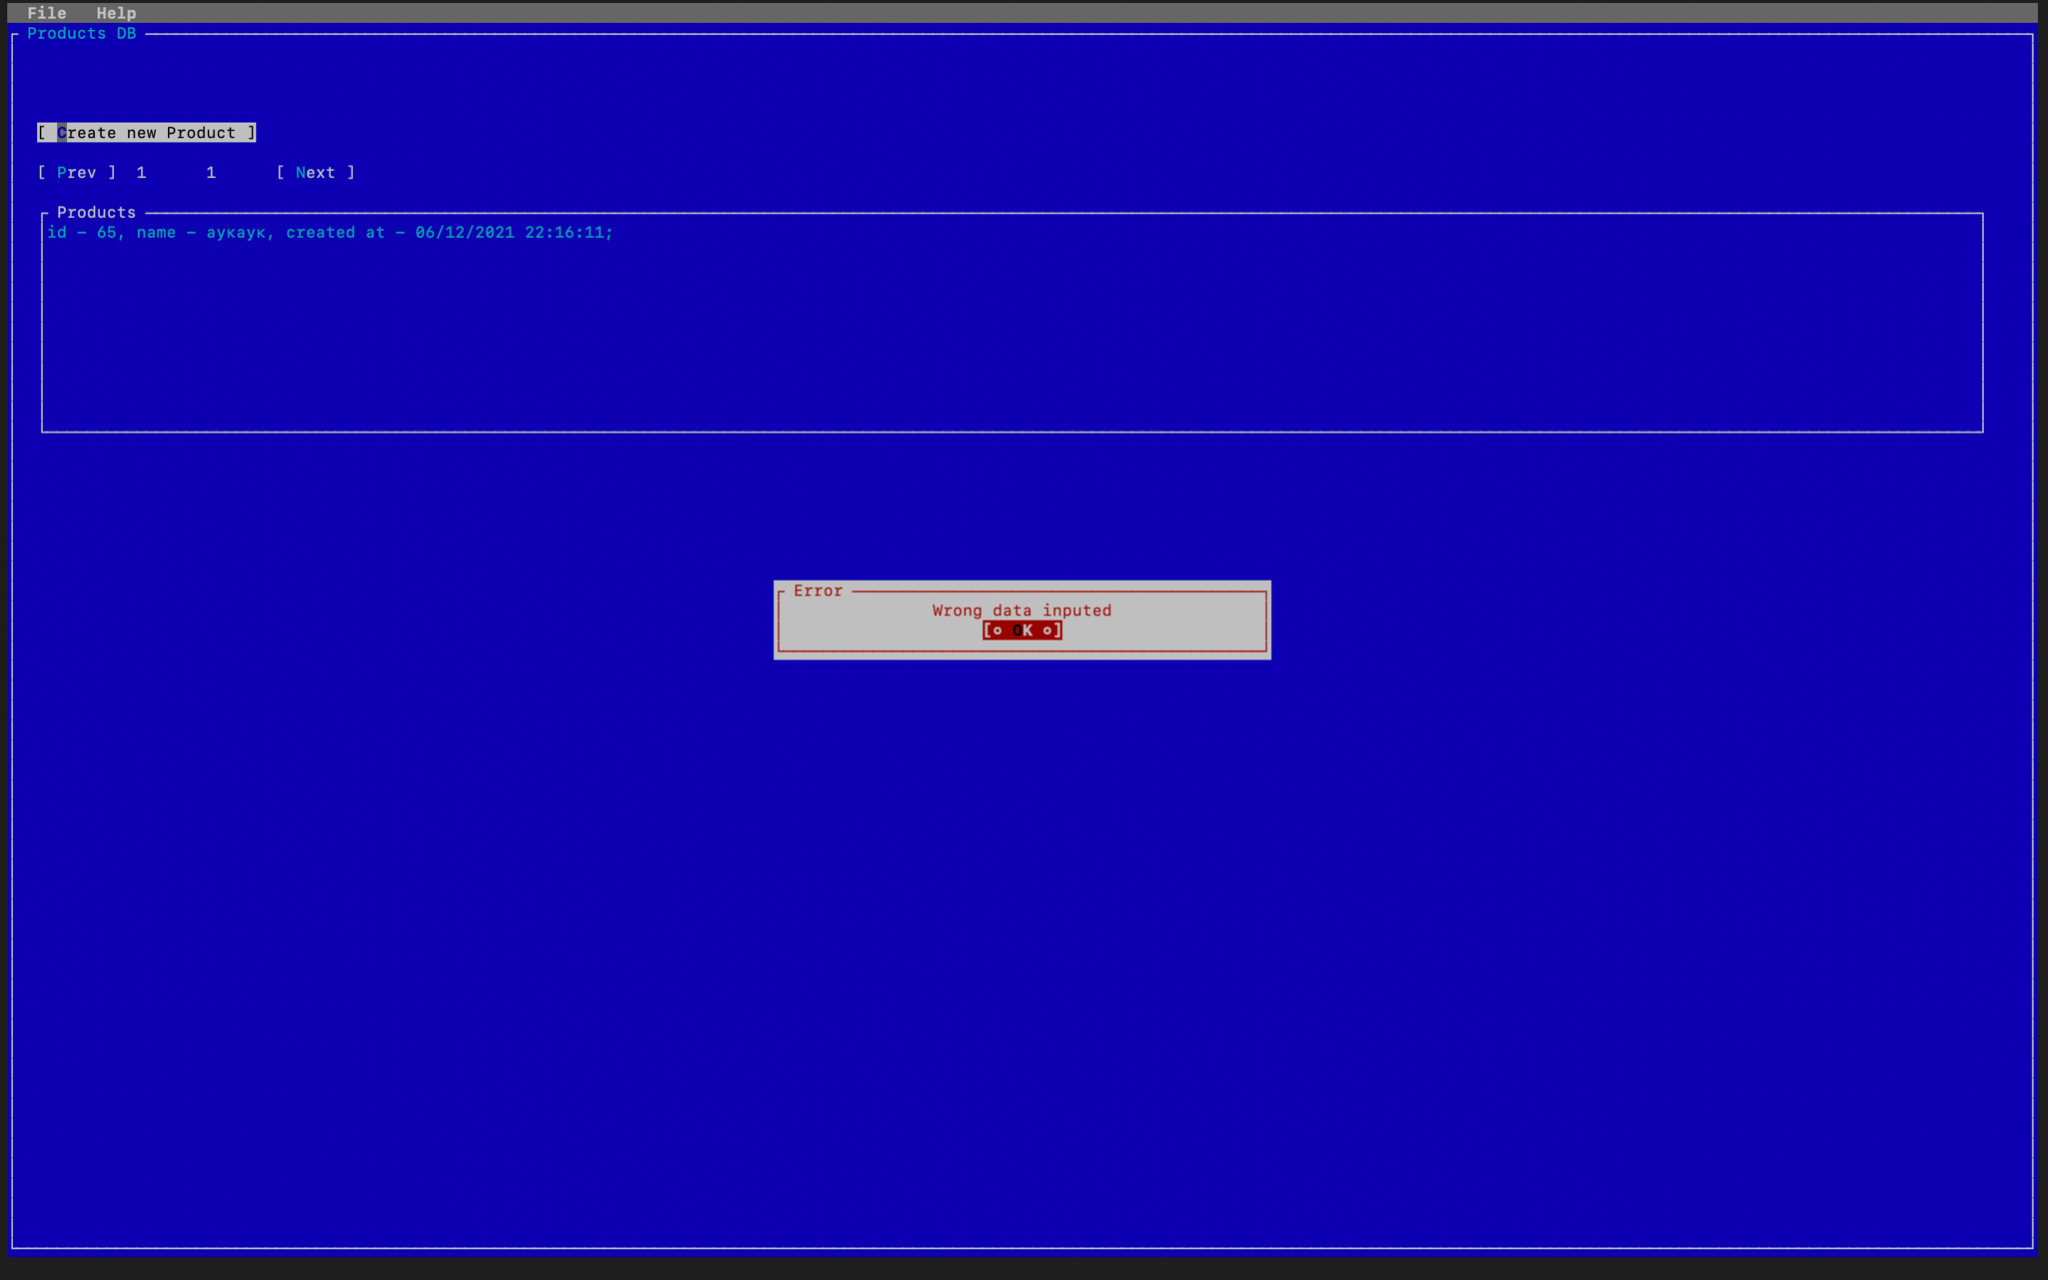 File Help
Products DB
[ Create new Product ]
[ Prev ] 1 1 [ Next ]
Products
id - 65, name - аукаук, created at - 06/12/2021 22:16:11;
Error
Wrong data inputed
[◦ OK ◦]